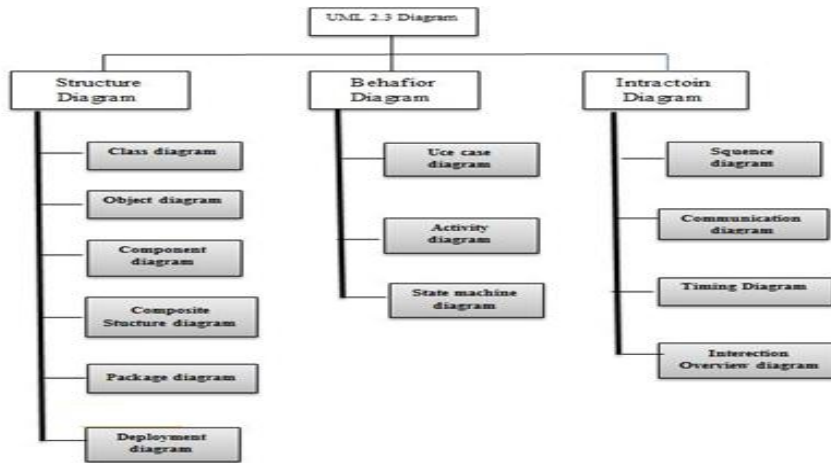 UML 2.3 Diagram
Structure
Diagram
Behafior
Diagram
Intractoin
Diagram
Class diagram
Object diagram
Component
diagram
Composite
Stucture diagram
Package diagram
Deployment
diagram
Uce case
diagram
Activity
diagram
State machine
diagram
Squence
diagram
Communication
diagram
Timing Diagram
Interection
Overview diagram